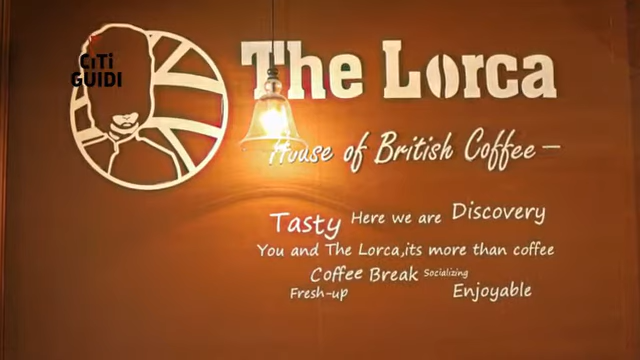 CiTi
GUIDI
The Lorca
House of British Coffee
Tasty Here we are Discovery
You and The Lorca,its more than coffee
Coffee Break Socializing
Fresh-up Enjoyable